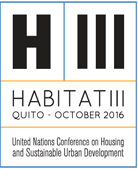 H III
HABITAT III
QUITO - OCTOBER 2016
United Nations Conference on Housing
and Sustainable Urban Development